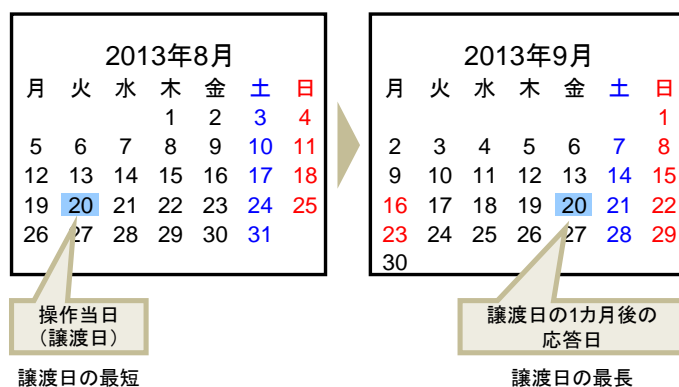 2013年8月
月 火 水 木 金 土 日
1 2 3 4
5 6 7 8 9 10 11
12 13 14 15 16 17 18
19 20 21 22 23 24 25
26 27 28 29 30 31
操作当日
（譲渡日）
譲渡日の最短
2013年9月
月 火 水 木 金 土 日
1
2 3 4 5 6 7 8
9 10 11 12 13 14 15
16 17 18 19 20 21 22
23 24 25 26 27 28 29
30
譲渡日の1カ月後の
応答日
譲渡日の最長